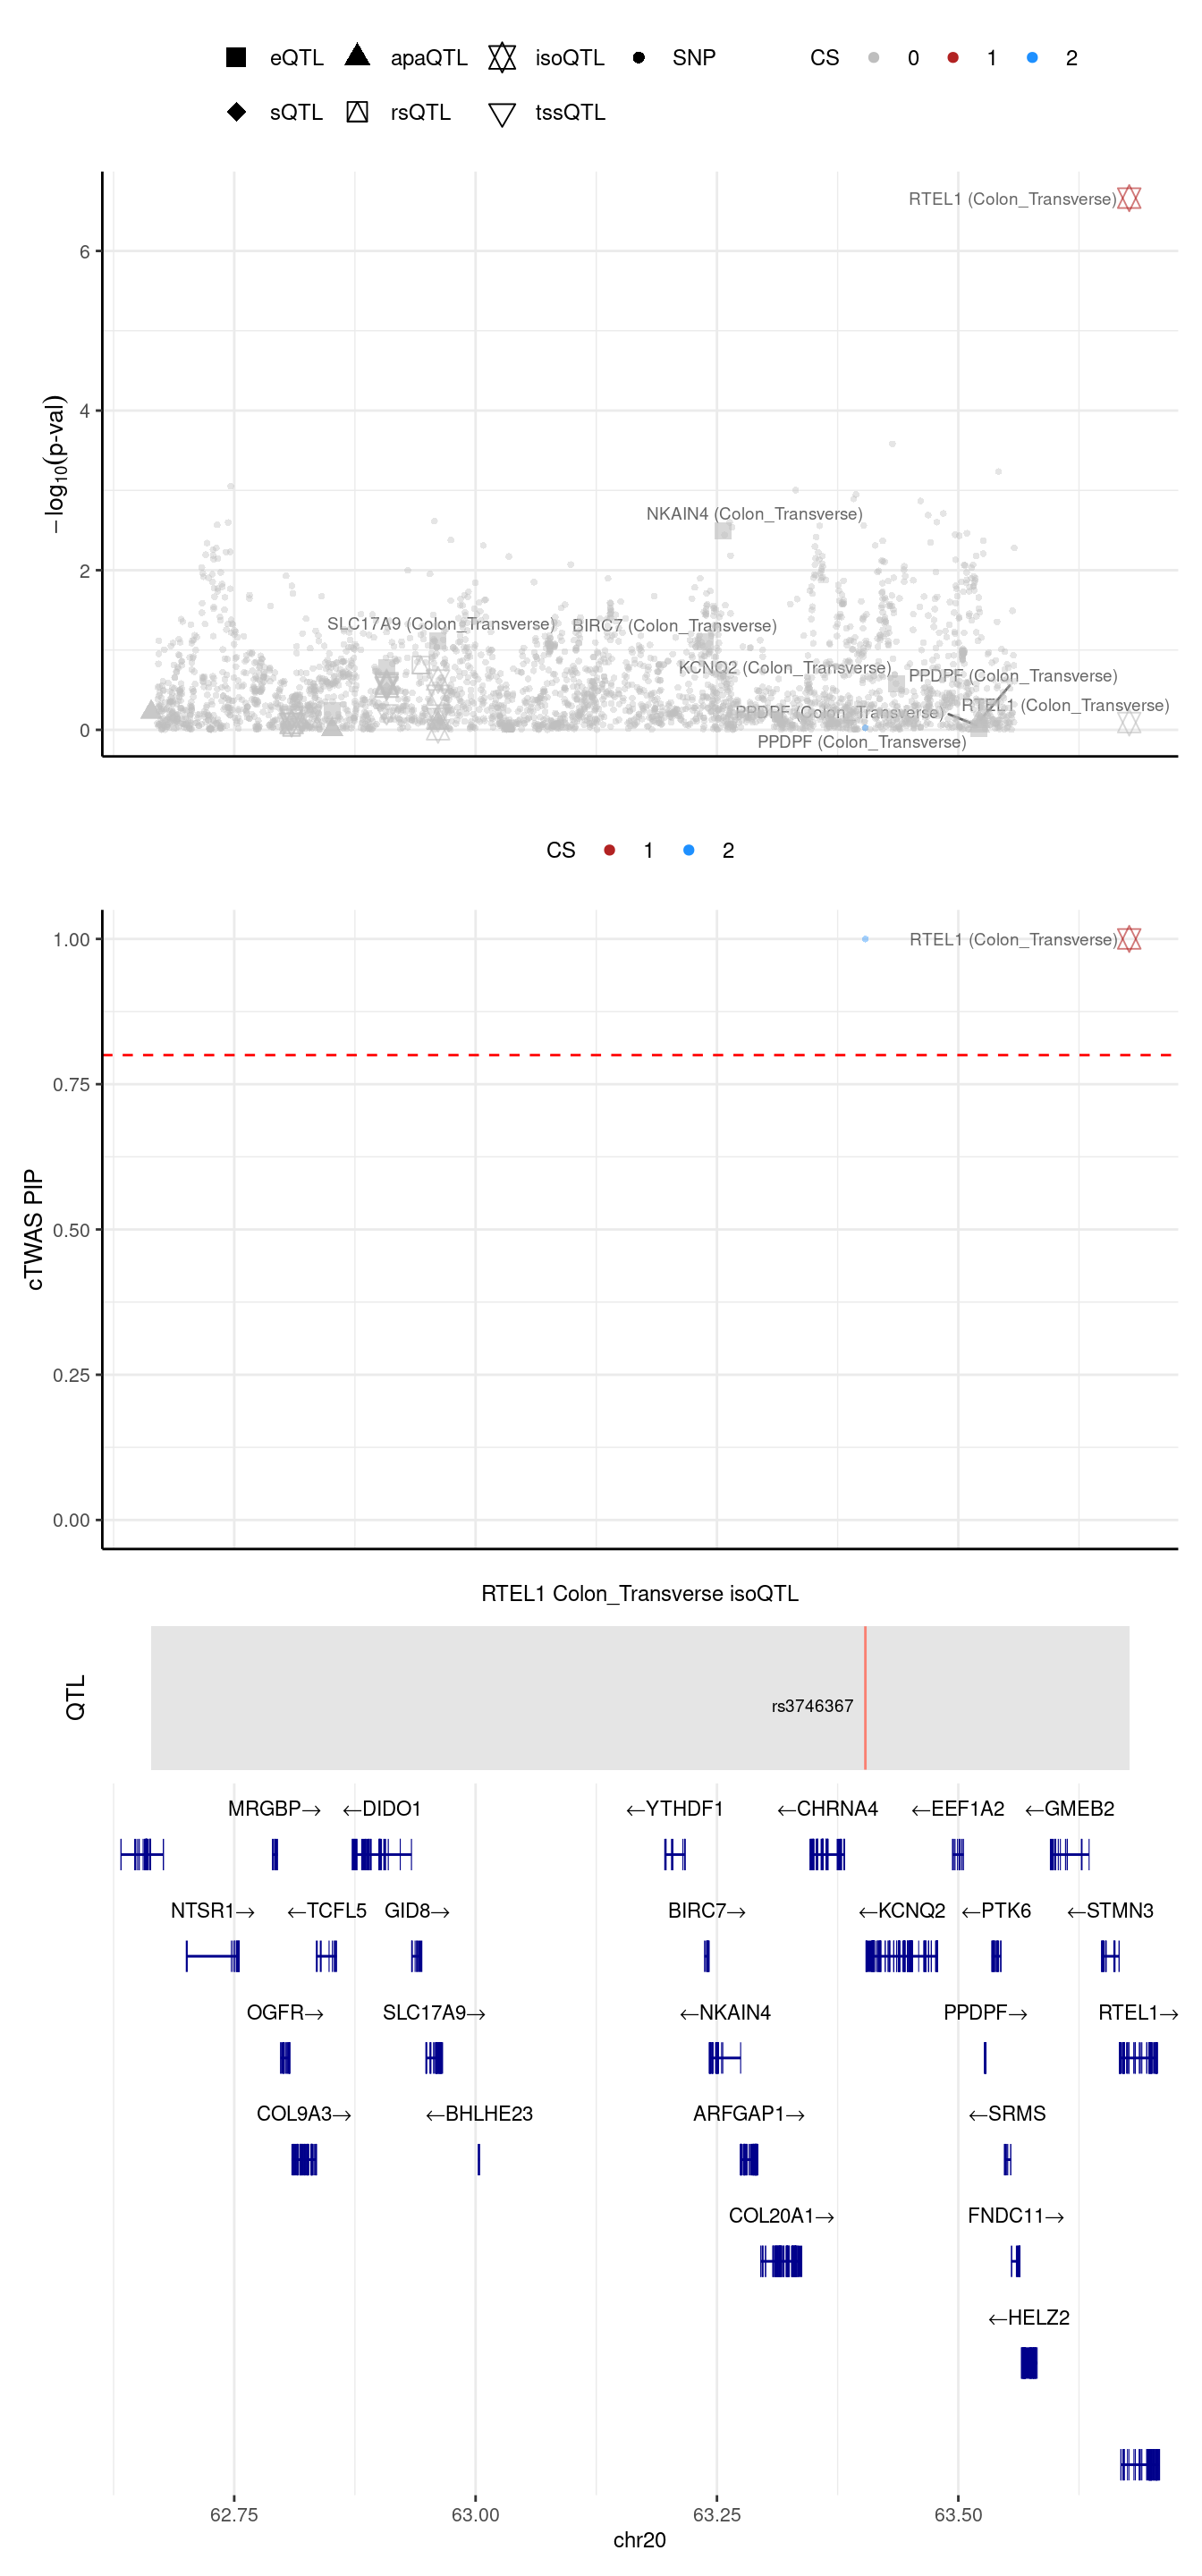 eQTL apaQTL isoQTL SNP CS 0 1 2
sQTL rsQTL tssQTL
RTEL1 (Colon_Transverse)
6
−log10(p-val)
4
NKAIN4 (Colon_Transverse)
2
SLC17A9 (Colon_Transverse) BIRC7 (Colon_Transverse)
KCNQ2 (Colon_Transverse) PPDPF (Colon_Transverse)
PPDPF (Colon_Transverse) RTEL1 (Colon_Transverse)
0
PPDPF (Colon_Transverse)
CS 1 2
1.00 RTEL1 (Colon_Transverse)
0.75
cTWAS PIP
0.50
0.25
0.00
RTEL1 Colon_Transverse isoQTL
QTL
rs3746367
MRGBP→ ←DIDO1 ←YTHDF1 ←CHRNA4 ←EEF1A2 ←GMEB2
NTSR1→ ←TCFL5 GID8→ BIRC7→ ←KCNQ2 ←PTK6 ←STMN3
OGFR→ SLC17A9→ ←NKAIN4 PPDPF→ RTEL1→
COL9A3→ ←BHLHE23 ARFGAP1→ ←SRMS
COL20A1→ FNDC11→
←HELZ2
62.75 63.00 63.25 63.50
chr20